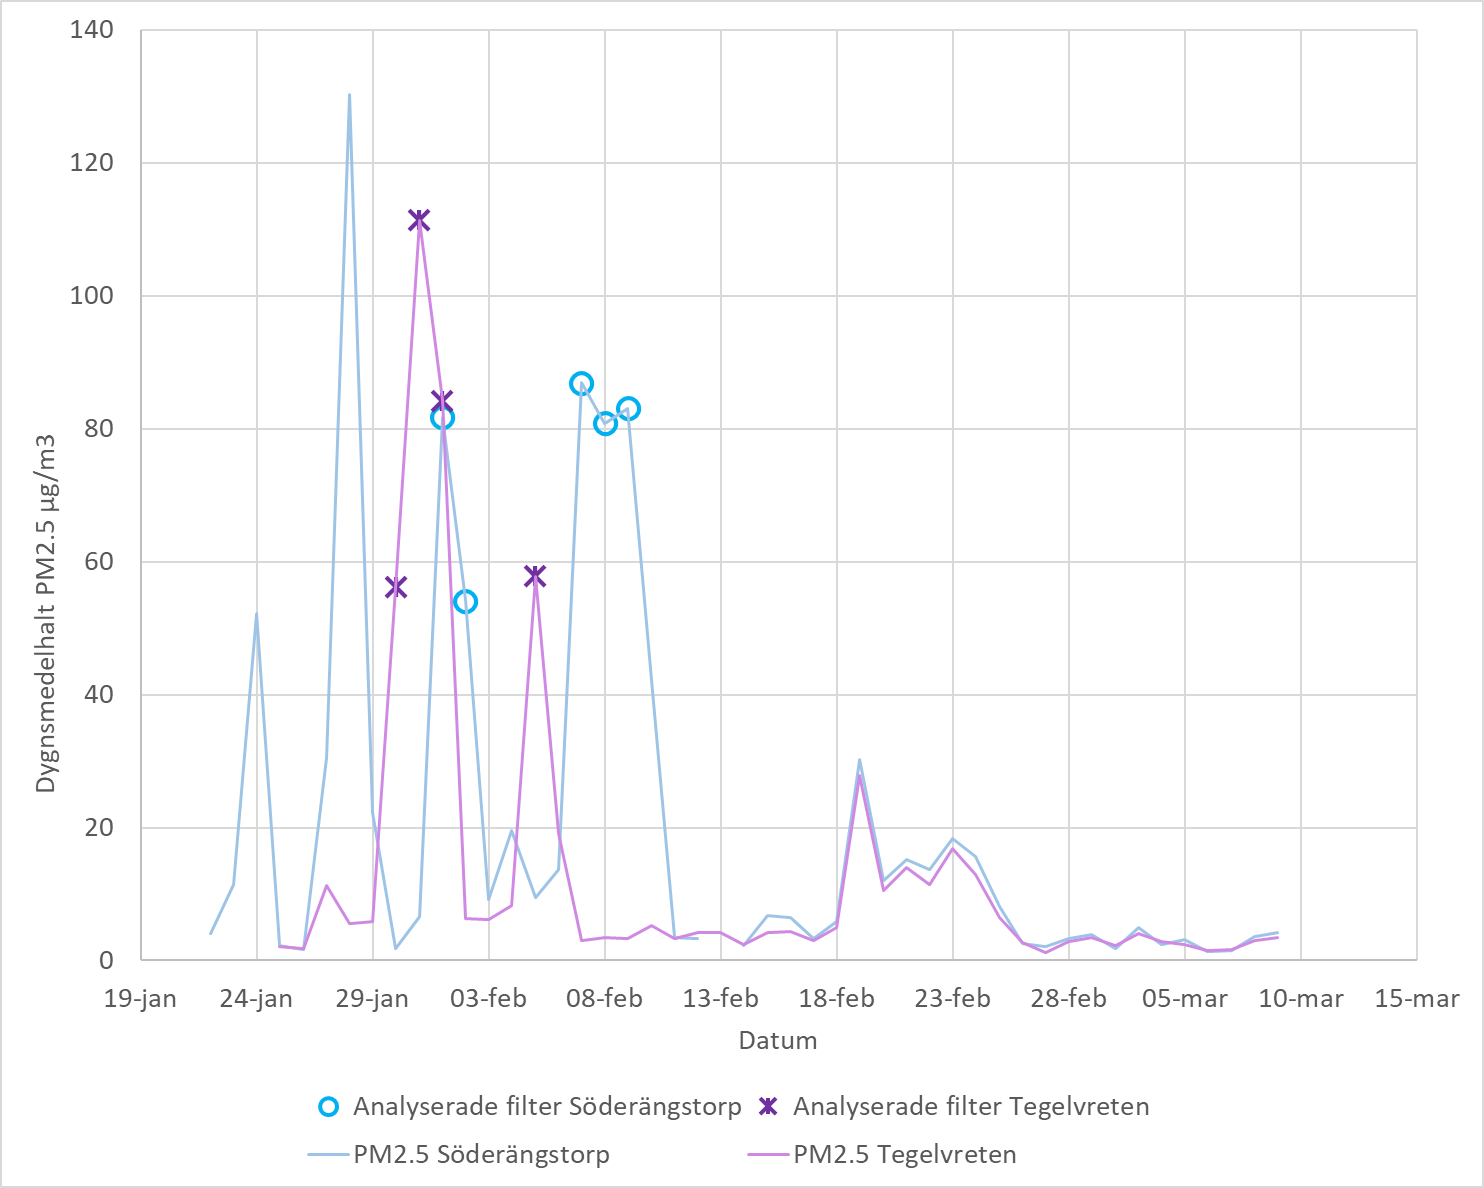 140
120
100
80
60
40
20
0
Dygnsmedelhalt PM2.5 µg/m3
19-jan 24-jan 29-jan 03-feb 08-feb 13-feb 18-feb 23-feb 28-feb 05-mar 10-mar 15-mar
Datum
Analyserade filter Söderängstorp Analyserade filter Tegelvreten
PM2.5 Söderängstorp PM2.5 Tegelvreten